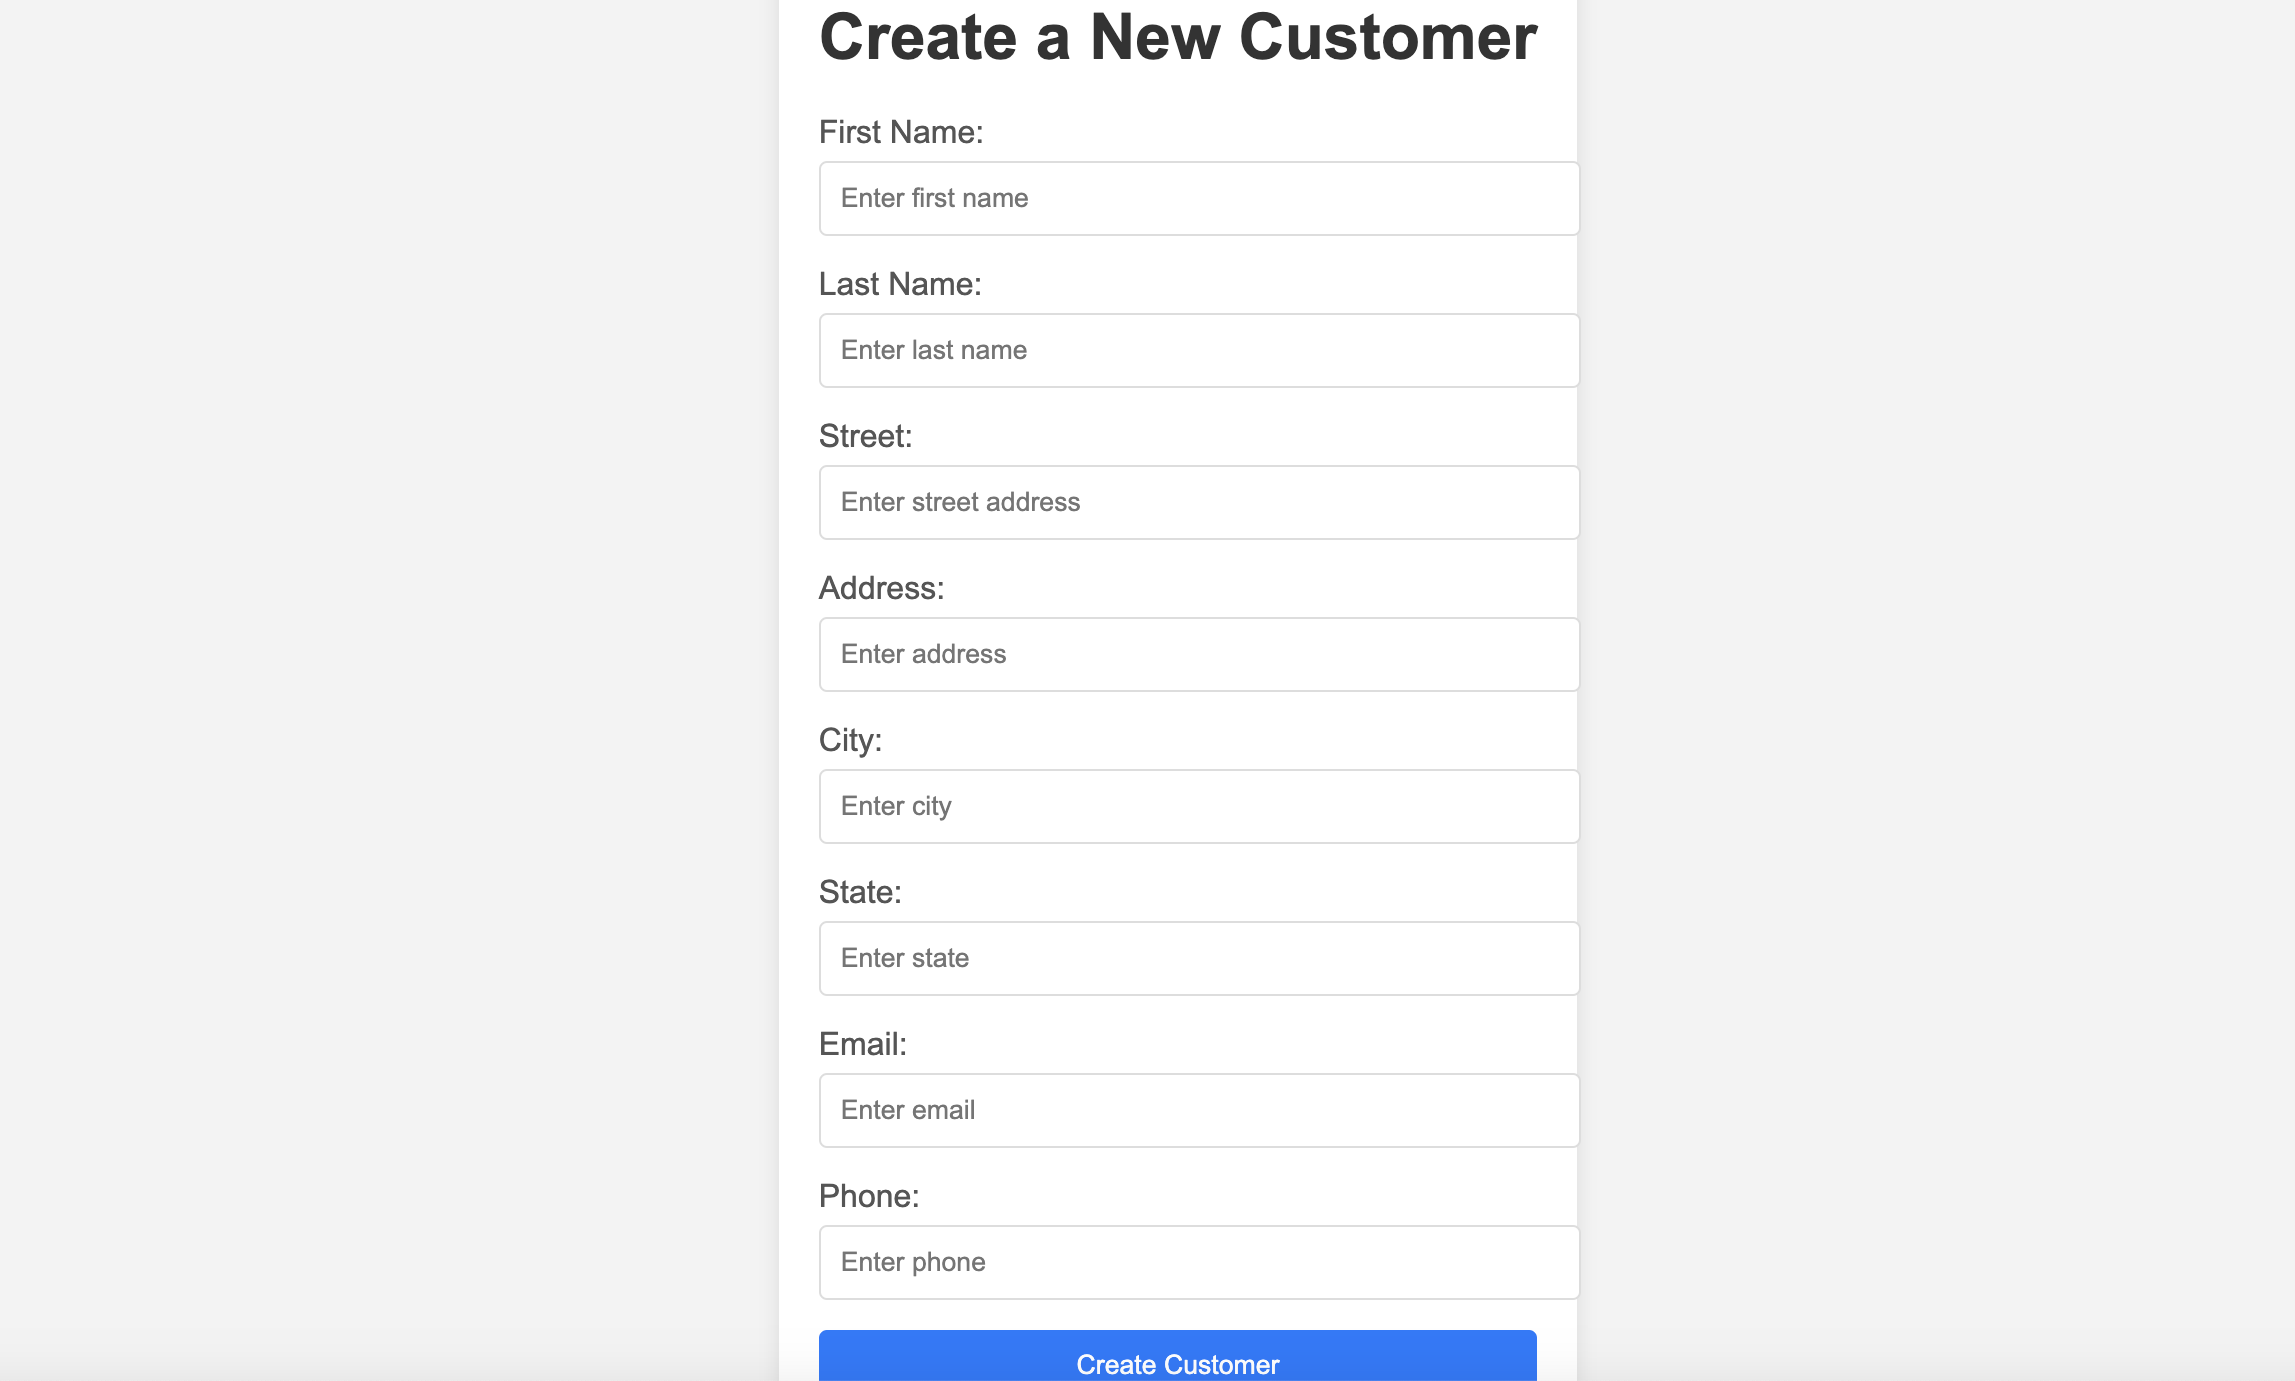 Create a New Customer
First Name:
Enter first name
Last Name:
Enter last name
Street:
Enter street address
Address:
Enter address
City:
Enter city
State:
Enter state
Email:
Enter email
Phone:
Enter phone
Create Customer